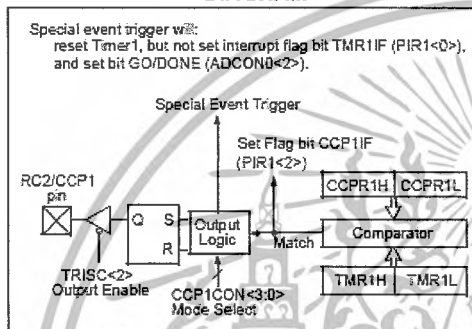 Special event trigger will:
reset Timer1, but not set interrupt flag bit TMR1IF (PIR1<0>),
and set bit GO/DONE (ADCON0<2>).
Special Event Trigger
Set Flag bit CCP1IF
(PIR1<2>)
RC2/CCP1
pin
CCPR1H CCPR1L
Q S
R
Output
Logic
Match
Comparator
TRISC<2>
Output Enable
CCP1CON<3:0>
Mode Select
TMR1H TMR1L